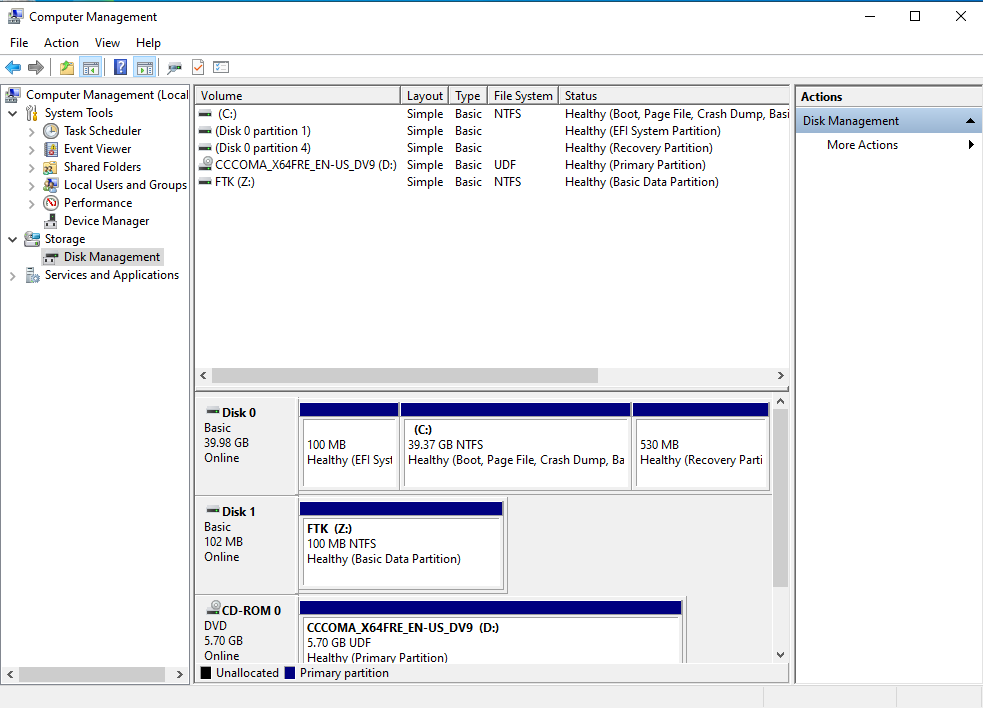 Computer Management
File Action View Help
Computer Management (Local
System Tools
Task Scheduler
Event Viewer
Shared Folders
Local Users and Groups
Performance
Device Manager
Storage
Disk Management
Services and Applications
Volume Layout Type File System Status
(C:) Simple Basic NTFS Healthy (Boot, Page File, Crash Dump, Basi
(Disk 0 partition 1) Simple Basic Healthy (EFI System Partition)
(Disk 0 partition 4) Simple Basic Healthy (Recovery Partition)
CCCOMA_X64FRE_EN-US_DV9 (D:) Simple Basic UDF Healthy (Primary Partition)
FTK (Z:) Simple Basic NTFS Healthy (Basic Data Partition)
Disk 0
Basic
39.98 GB
Online
100 MB
Healthy (EFI Syst
(C:)
39.37 GB NTFS
Healthy (Boot, Page File, Crash Dump, Ba
530 MB
Healthy (Recovery Parti
Disk 1
Basic
102 MB
Online
FTK (Z:)
100 MB NTFS
Healthy (Basic Data Partition)
CD-ROM 0
DVD
5.70 GB
Online
CCCOMA_X64FRE_EN-US_DV9 (D:)
5.70 GB UDF
Healthy (Primary Partition)
Unallocated Primary partition
Actions
Disk Management
More Actions